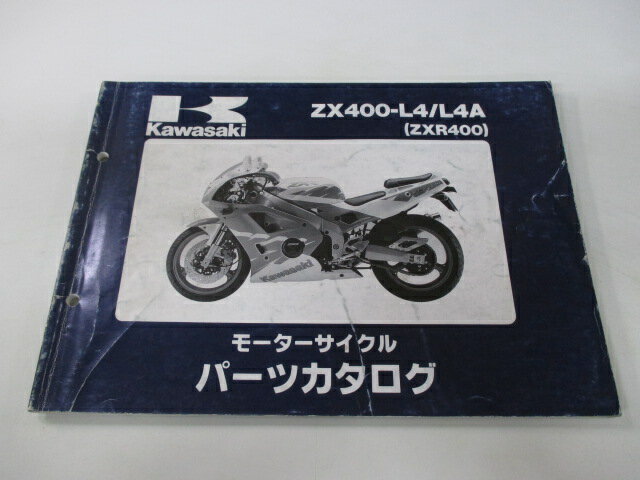 Kawasaki
ZX400-L4/L4A
(ZXR400)
Kawasaki
モーターサイクル
パーツカタログ